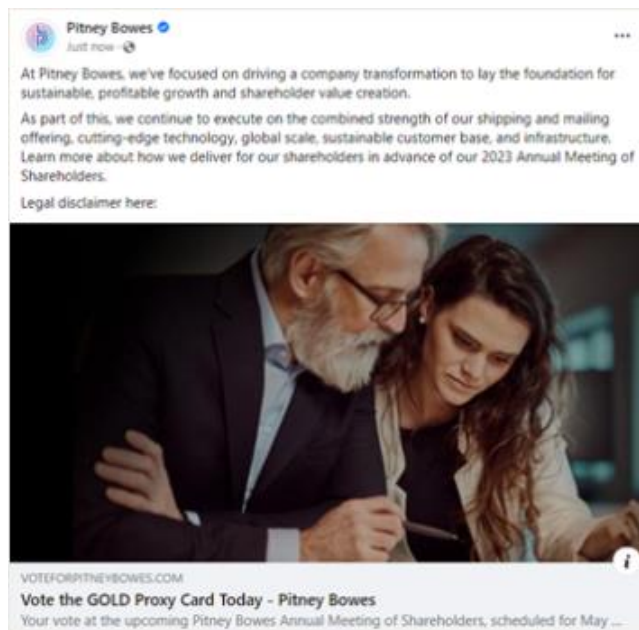 Pitney Bowes
Just now ·
At Pitney Bowes, we've focused on driving a company transformation to lay the foundation for
sustainable, profitable growth and shareholder value creation.
As part of this, we continue to execute on the combined strength of our shipping and mailing
offering, cutting-edge technology, global scale, sustainable customer base, and infrastructure.
Learn more about how we deliver for our shareholders in advance of our 2023 Annual Meeting of
Shareholders.
Legal disclaimer here:
i
VOTEFORPITNEYBOWES.COM
Vote the GOLD Proxy Card Today - Pitney Bowes
Your vote at the upcoming Pitney Bowes Annual Meeting of Shareholders, scheduled for May ...